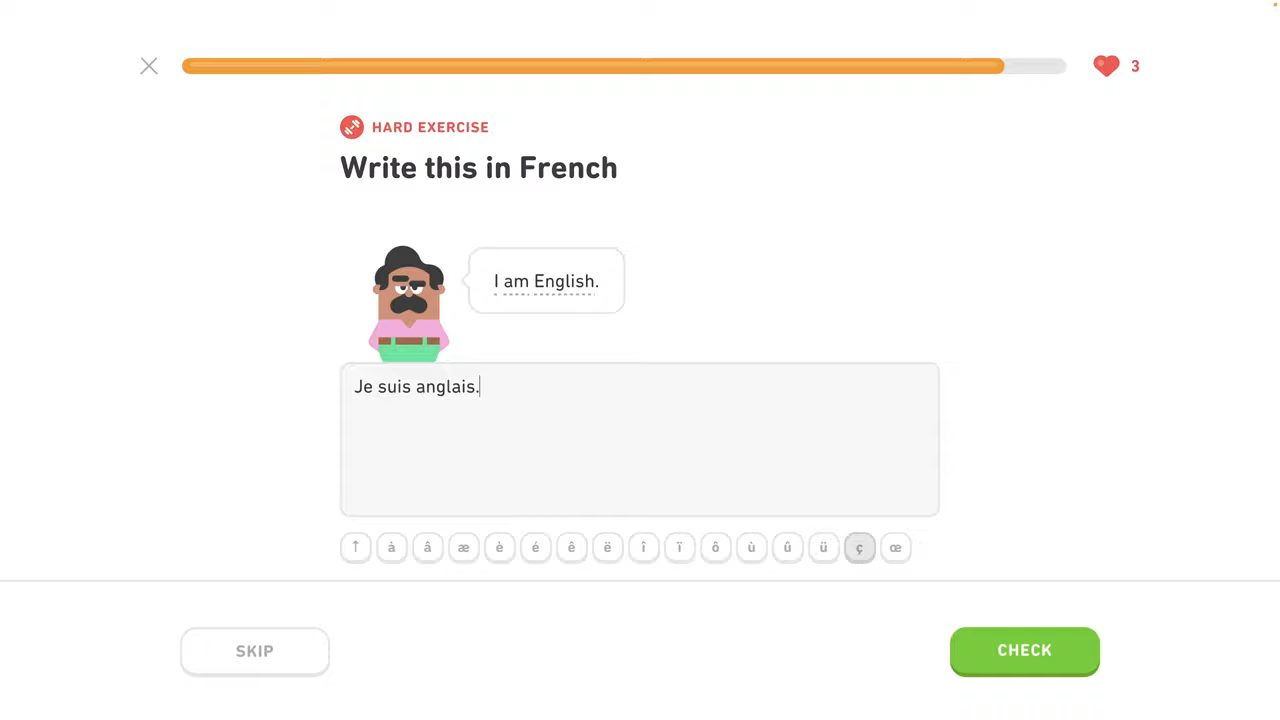 3
HARD EXERCISE
Write this in French
I am English.
Je suis anglais.
↑ à â æ è é ê ë î ï ô ù û ü ç œ
SKIP
CHECK